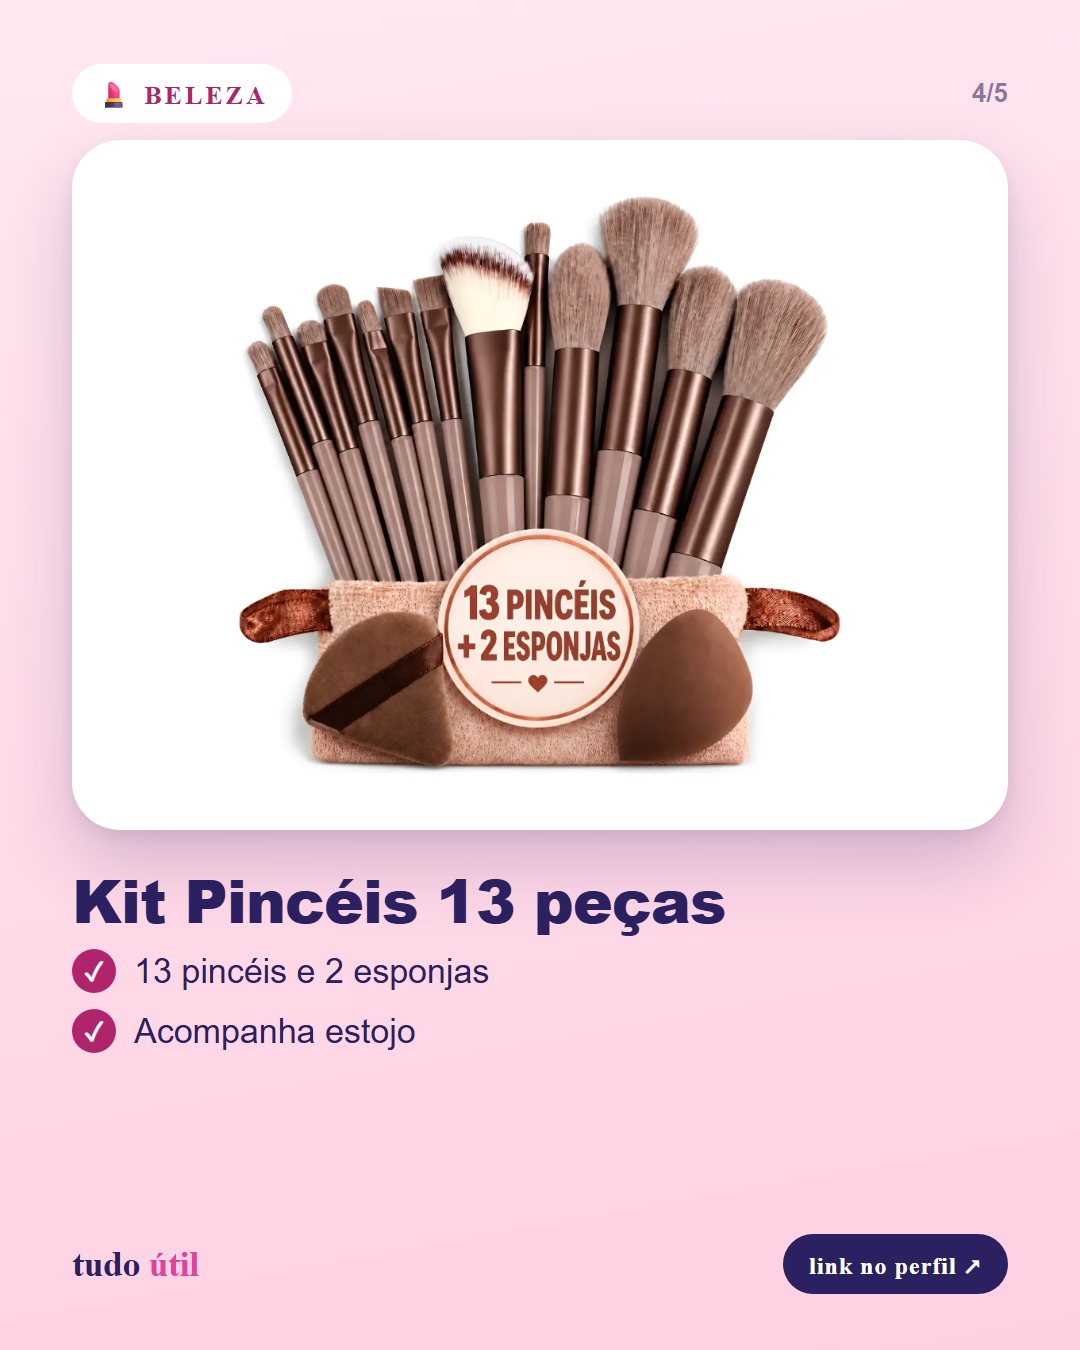 BELEZA
4/5
13 PINCÉIS
+ 2 ESPONJAS
Kit Pincéis 13 peças
13 pincéis e 2 esponjas
Acompanha estojo
tudo útil
link no perfil ↗